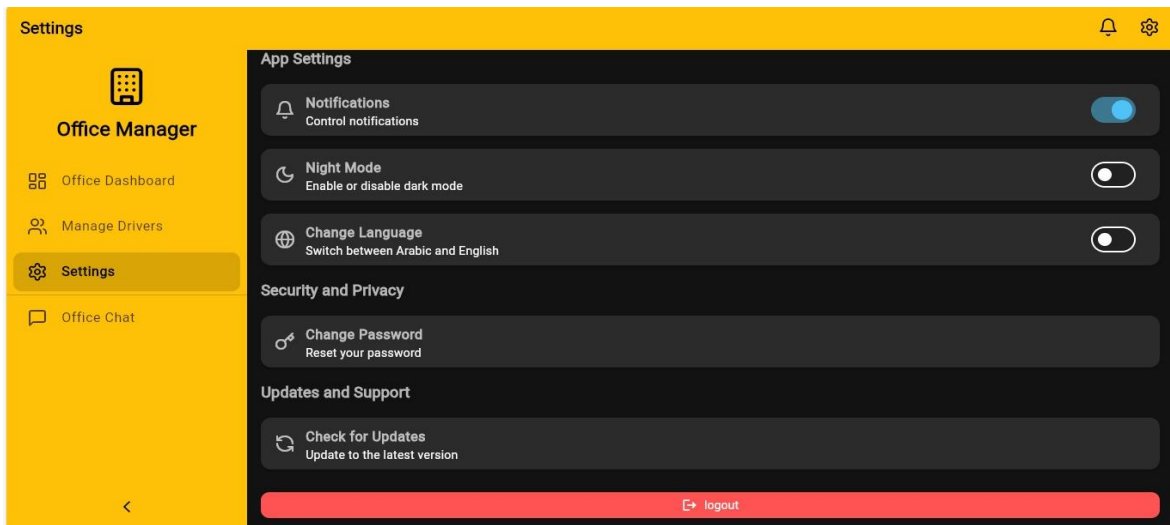 Settings
Office Manager
Office Dashboard
Manage Drivers
Settings
Office Chat
App Settings
Notifications
Control notifications
Night Mode
Enable or disable dark mode
Change Language
Switch between Arabic and English
Security and Privacy
Change Password
Reset your password
Updates and Support
Check for Updates
Update to the latest version
logout